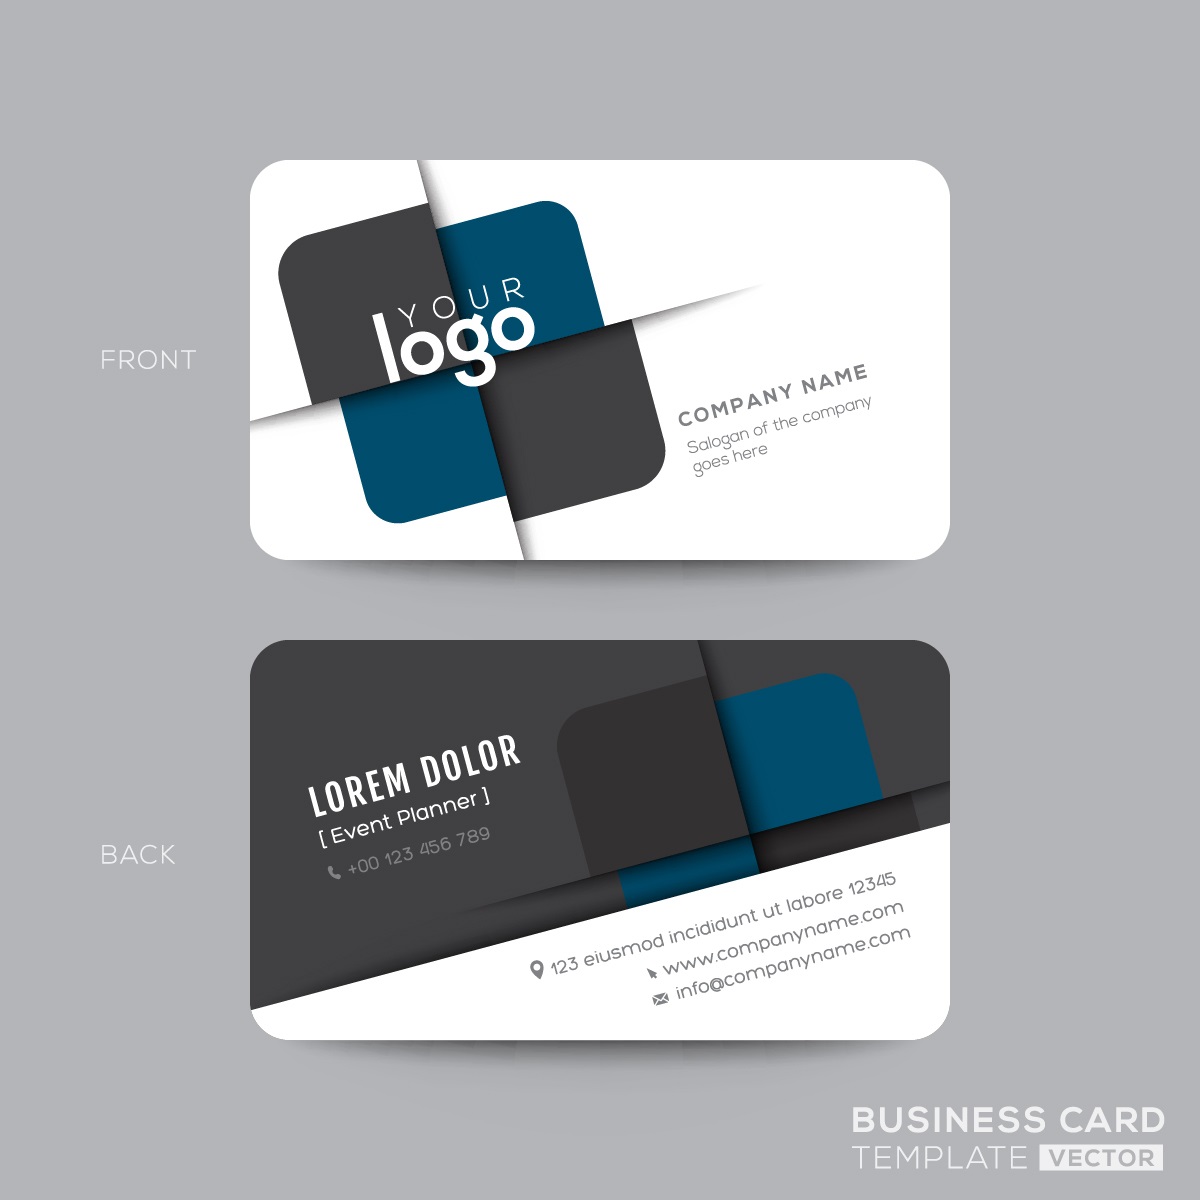 FRONT
YOUR
logo
COMPANY NAME
Salogan of the company
goes here
BACK
LOREM DOLOR
[ Event Planner ]
+00 123 456 789
123 eiusmod incididunt ut labore 12345
www.companyname.com
info@companyname.com
BUSINESS CARD
TEMPLATE VECTOR